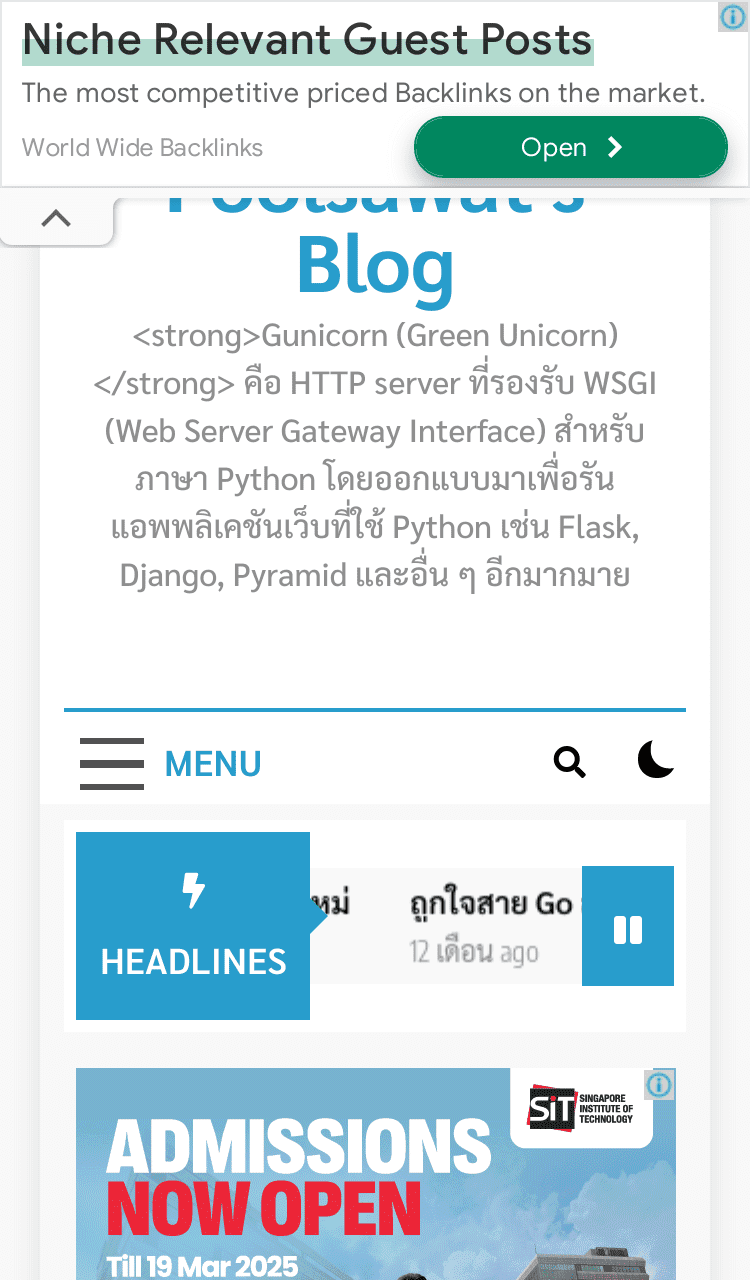 Niche Relevant Guest Posts
The most competitive priced Backlinks on the market.
World Wide Backlinks
Open
Poolsawat's
Blog
<strong>Gunicorn (Green Unicorn)
</strong> คือ HTTP server ที่รองรับ WSGI
(Web Server Gateway Interface) สำหรับ
ภาษา Python โดยออกแบบมาเพื่อรัน
แอพพลิเคชันเว็บที่ใช้ Python เช่น Flask,
Django, Pyramid และอื่น ๆ อีกมากมาย
MENU
HEADLINES
ถูกใจสาย Go
12 เดือน ago
SiT SINGAPORE
INSTITUTE OF
TECHNOLOGY
ADMISSIONS
NOW OPEN
Till 19 Mar 2025